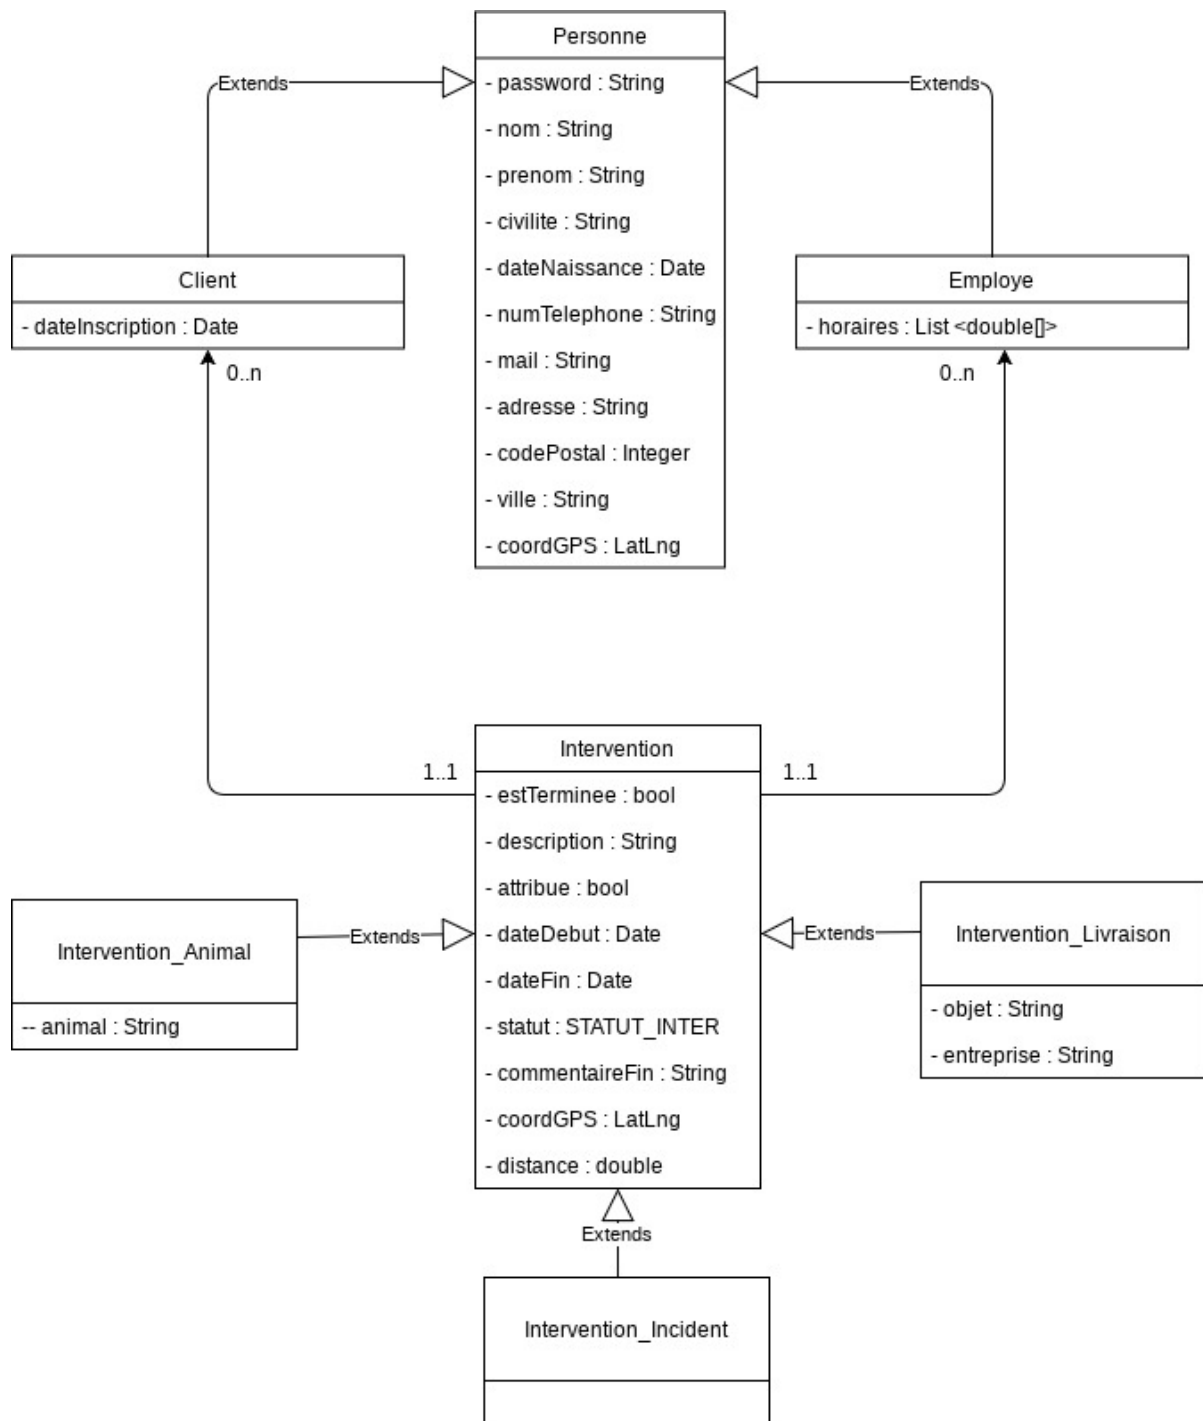 Personne
- password : String
- nom : String
- prenom : String
- civilite : String
- dateNaissance : Date
- numTelephone : String
- mail : String
- adresse : String
- codePostal : Integer
- ville : String
- coordGPS : LatLng
Extends
Extends
Client
- dateInscription : Date
0..n
Employe
- horaires : List <double[]>
0..n
Intervention
1..1
1..1
- estTerminee : bool
- description : String
- attribue : bool
- dateDebut : Date
- dateFin : Date
- statut : STATUT_INTER
- commentaireFin : String
- coordGPS : LatLng
- distance : double
Intervention_Animal
-- animal : String
Extends
Extends
Intervention_Livraison
- objet : String
- entreprise : String
Extends
Intervention_Incident